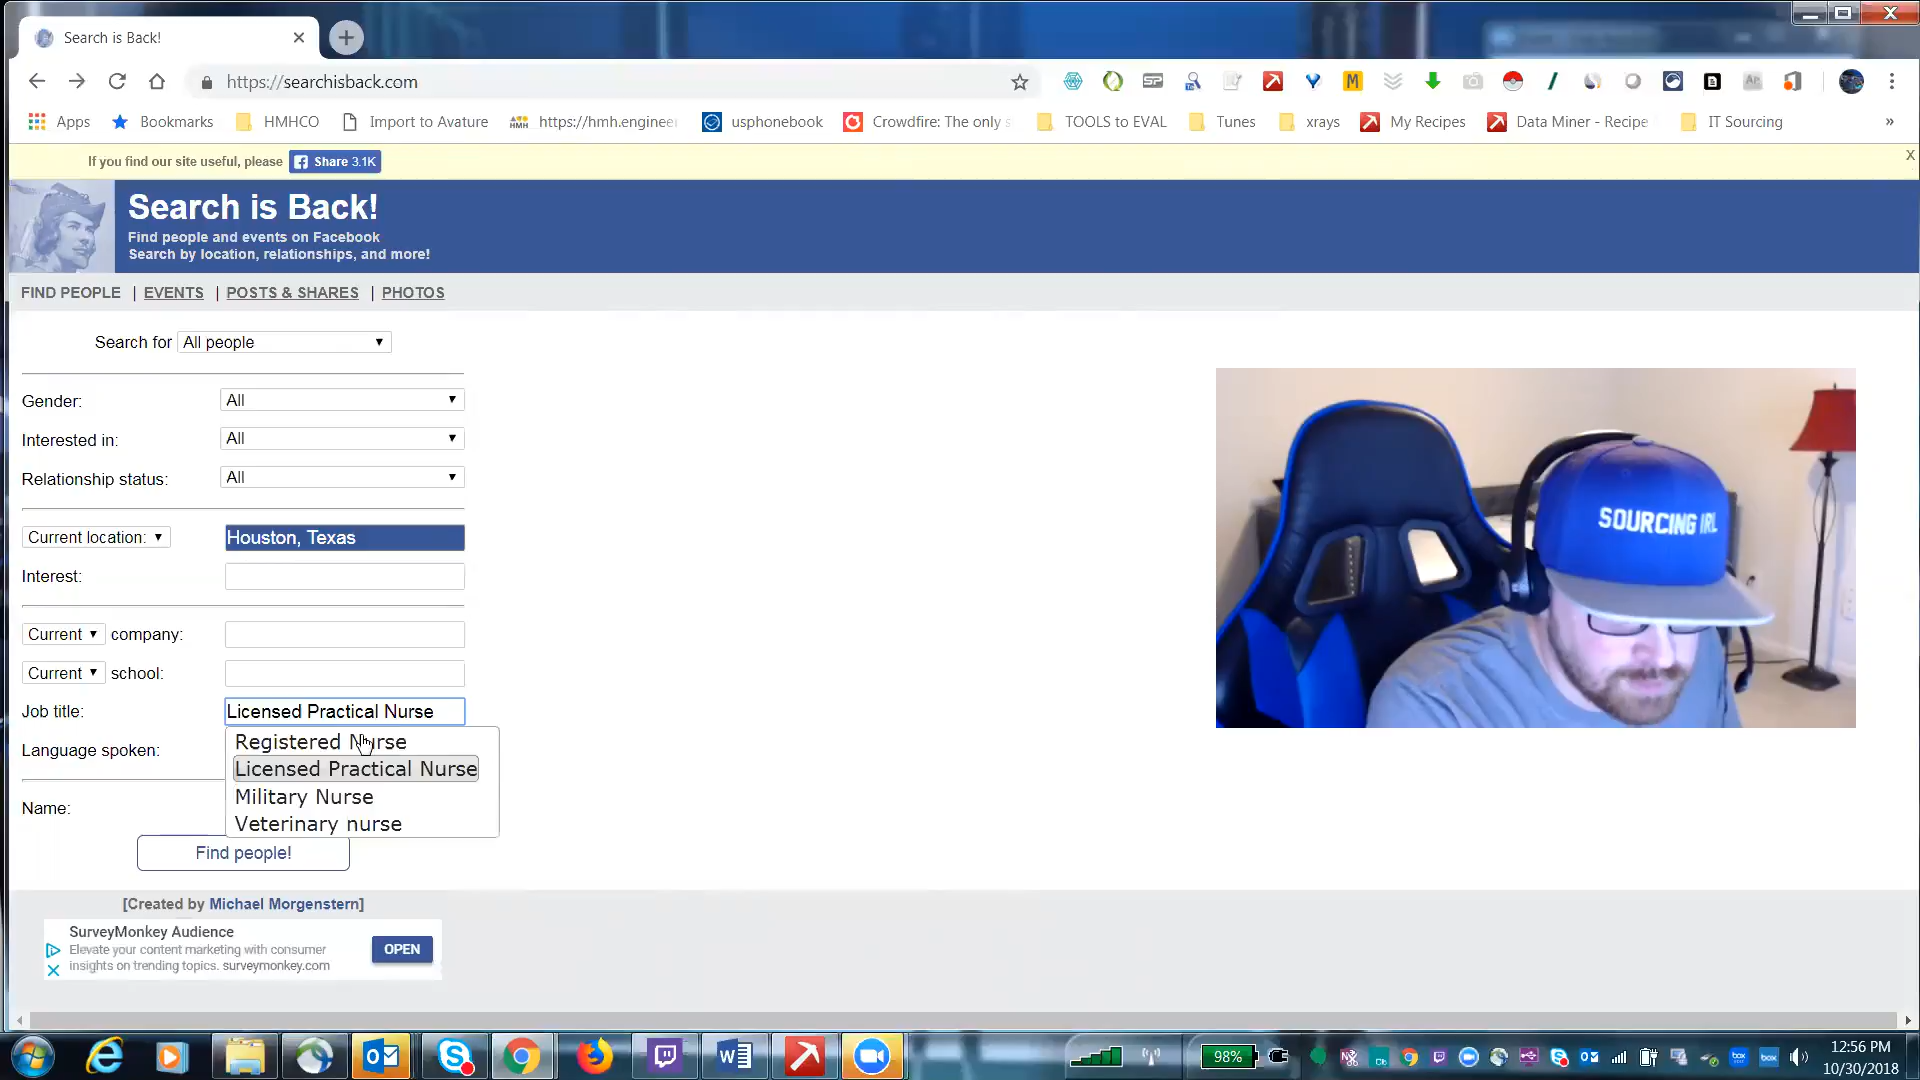 Search is Back!
https://searchisback.com
Apps
Bookmarks
HMHCO
Import to Avature
https://hmh.engineer
usphonebook
Crowdfire: The only s
TOOLS to EVAL
Tunes
xrays
My Recipes
Data Miner - Recipe
IT Sourcing
»
If you find our site useful, please
Share 3.1K
X
Search is Back!
Find people and events on Facebook
Search by location, relationships, and more!
FIND PEOPLE | EVENTS | POSTS & SHARES | PHOTOS
Search for All people
Gender: All
Interested in: All
Relationship status: All
Current location: Houston, Texas
Interest:
Current company:
Current school:
Job title: Licensed Practical Nurse
Registered Nurse
Language spoken:
Licensed Practical Nurse
Military Nurse
Name:
Veterinary nurse
Find people!
[Created by Michael Morgenstern]
SurveyMonkey Audience
Elevate your content marketing with consumer
insights on trending topics. surveymonkey.com
OPEN
SOURCING IRL
98%
12:56 PM
10/30/2018